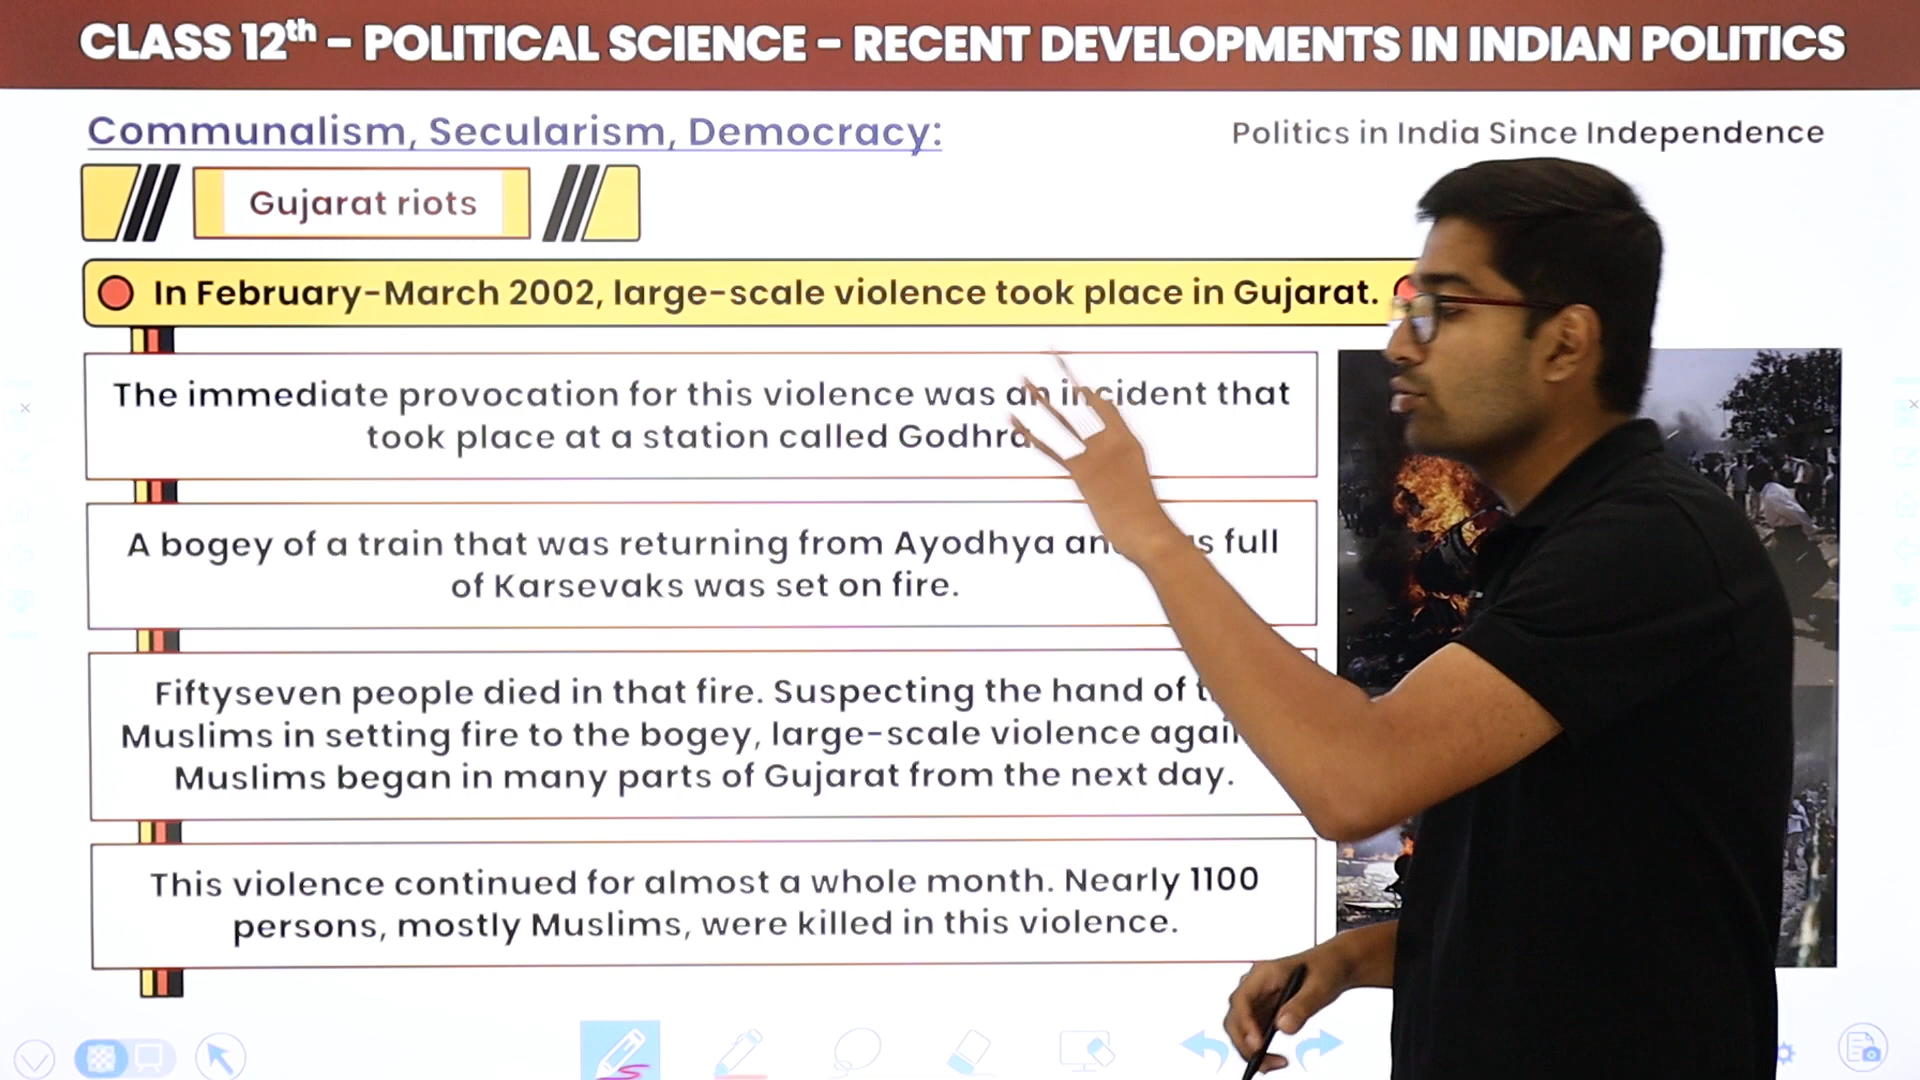 CLASS 12th - POLITICAL SCIENCE - RECENT DEVELOPMENTS IN INDIAN POLITICS
Communalism, Secularism, Democracy:
Politics in India Since Independence
Gujarat riots
In February-March 2002, large-scale violence took place in Gujarat.
The immediate provocation for this violence was an incident that
took place at a station called Godhra
A bogey of a train that was returning from Ayodhya full
of Karsevaks was set on fire.
Fiftyseven people died in that fire. Suspecting the hand of
Muslims in setting fire to the bogey, large-scale violence
Muslims began in many parts of Gujarat from the next day.
This violence continued for almost a whole month. Nearly 1100
persons, mostly Muslims, were killed in this violence.